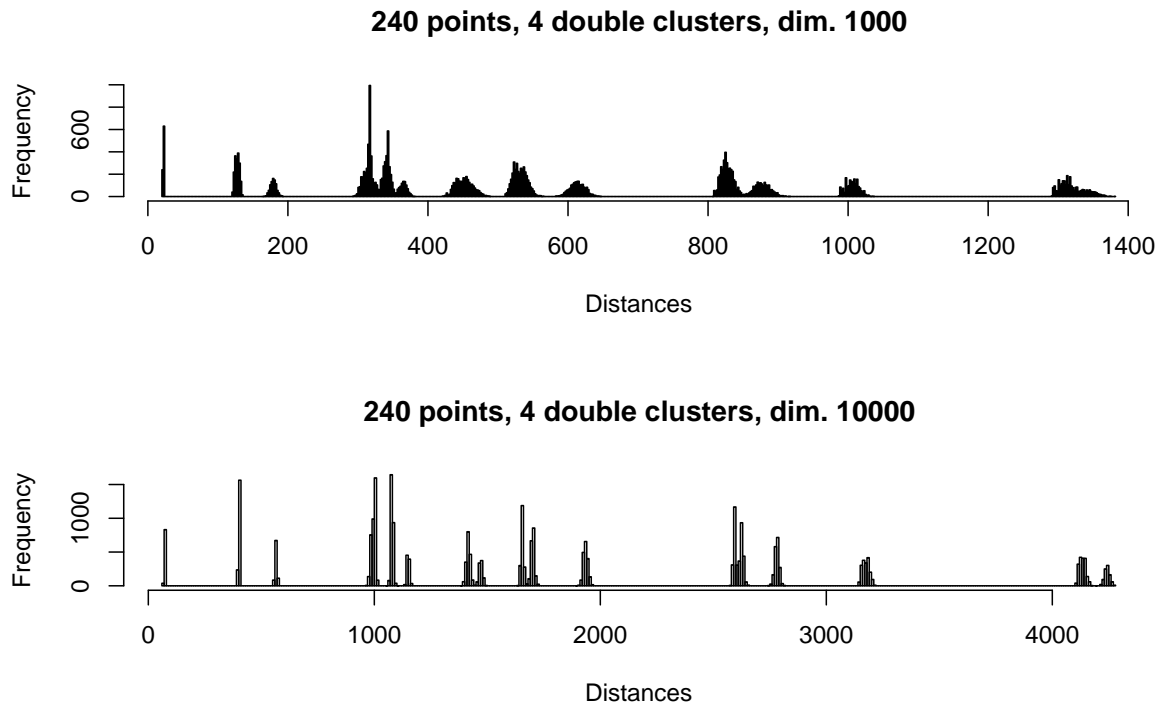 240 points, 4 double clusters, dim. 1000
Frequency
600
0
0 200 400 600 800 1000 1200 1400
Distances
240 points, 4 double clusters, dim. 10000
Frequency
1000
0
0 1000 2000 3000 4000
Distances